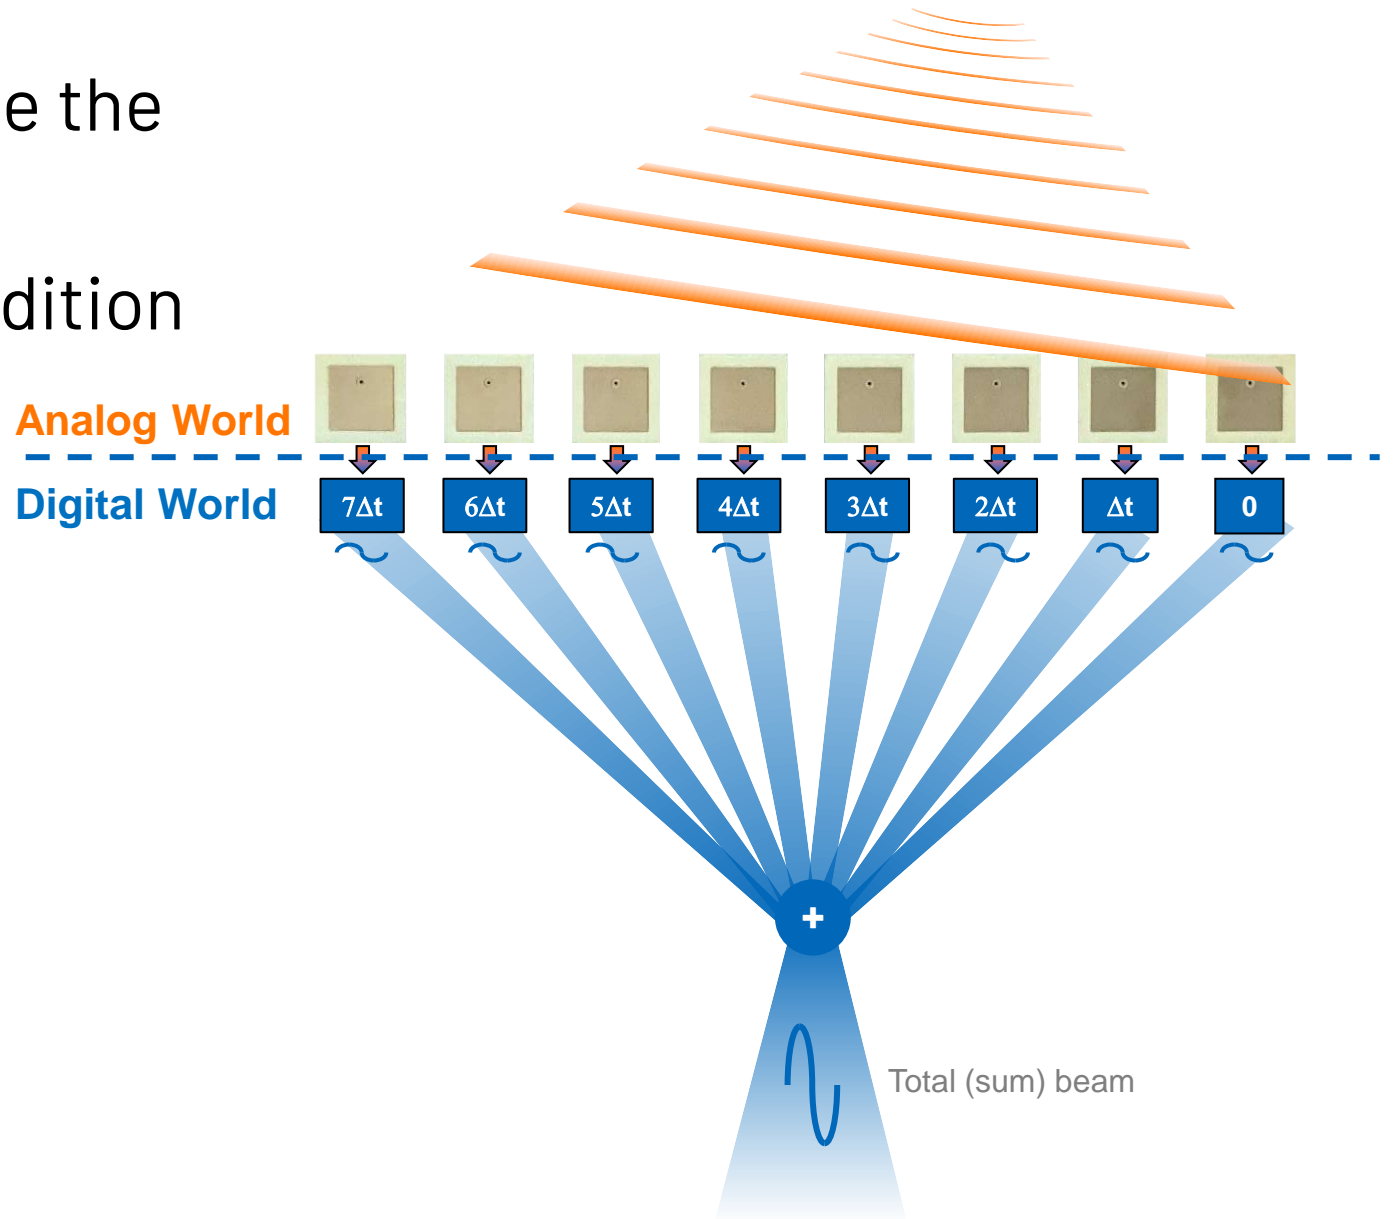 e the
dition
Analog World
Digital World
7Δt 6Δt 5Δt 4Δt 3Δt 2Δt Δt 0
+
Total (sum) beam